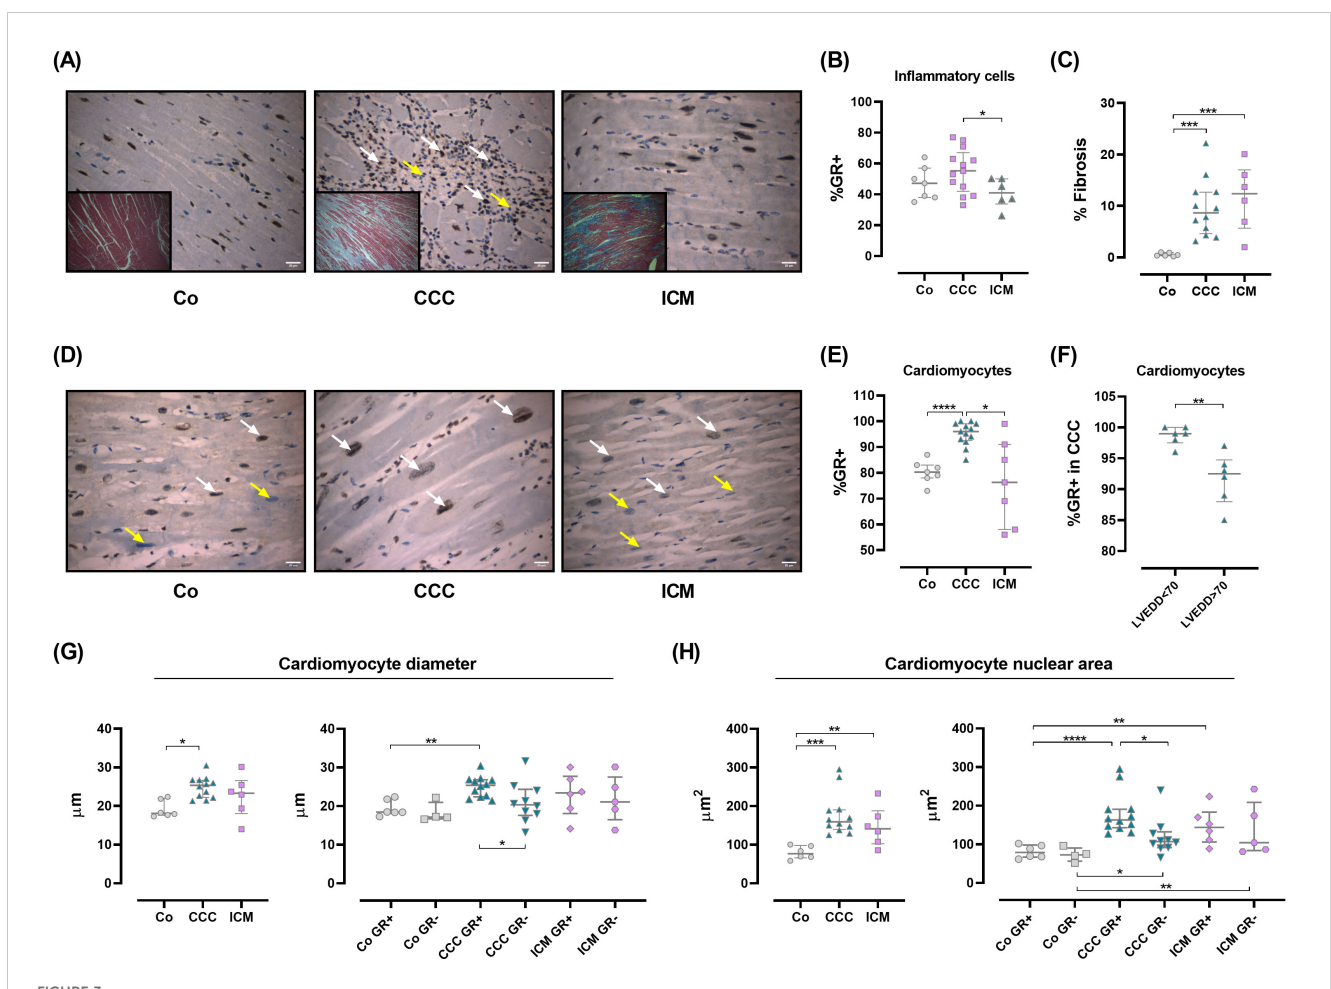 (A)
Co
CCC
ICM
(B)
Inflammatory cells
%GR+
100
80
60
40
20
0
*
Co CCC ICM
(C)
% Fibrosis
30
20
10
0
***
***
Co CCC ICM
(D)
Co
CCC
ICM
(E)
Cardiomyocytes
%GR+
110
100
90
80
70
60
50
**** *
Co CCC ICM
(F)
Cardiomyocytes
%GR+ in CCC
105
100
95
90
85
80
**
LVEDD<70
LVEDD>70
(G)
Cardiomyocyte diameter
μm
40
30
20
10
0
*
Co CCC ICM
μm
40
30
20
10
0
**
*
Co GR+
Co GR-
CCC GR+
CCC GR-
ICM GR+
ICM GR-
(H)
Cardiomyocyte nuclear area
μm²
400
300
200
100
0
**
***
Co CCC ICM
μm²
400
300
200
100
0
**
**** *
*
**
Co GR+
Co GR-
CCC GR+
CCC GR-
ICM GR+
ICM GR-